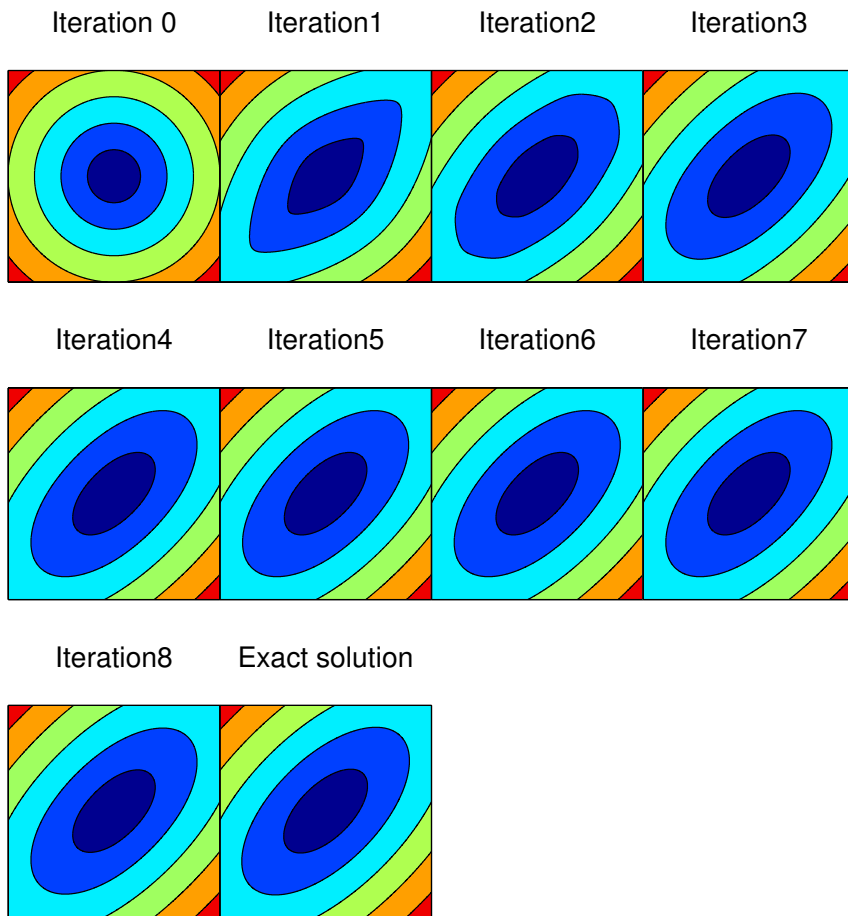 Iteration 0
Iteration1
Iteration2
Iteration3
Iteration4
Iteration5
Iteration6
Iteration7
Iteration8
Exact solution